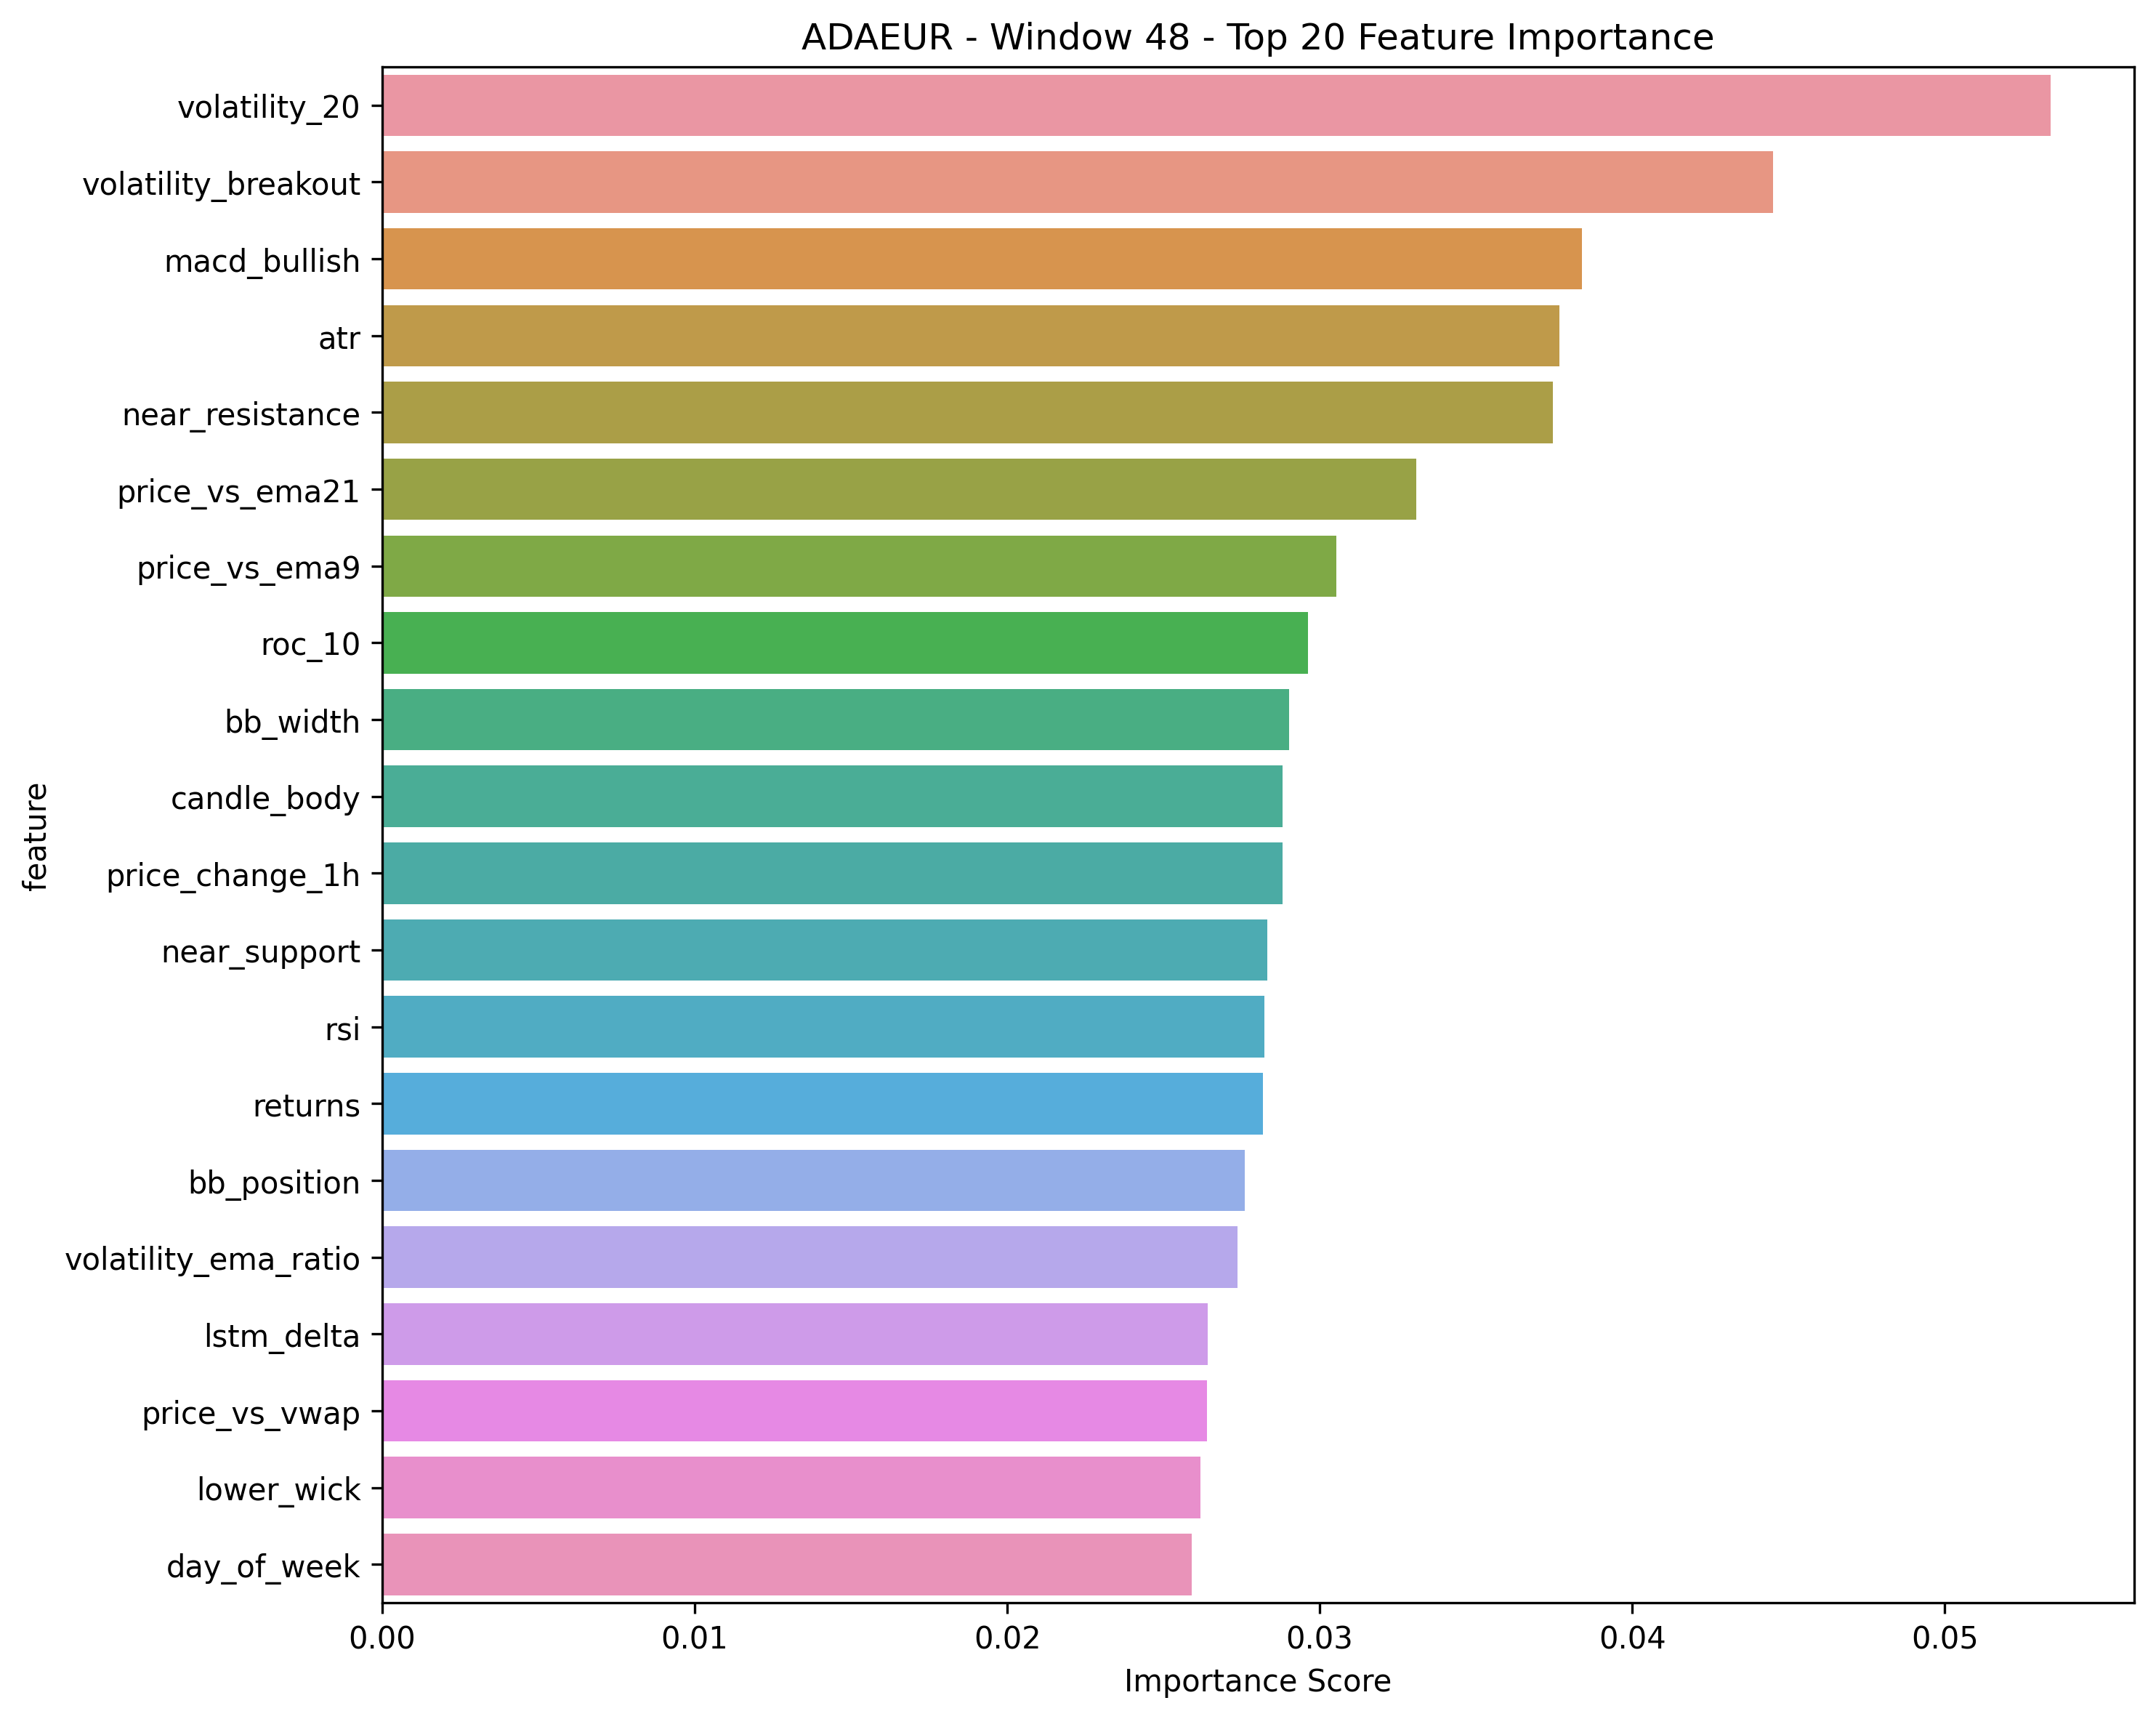 ADAEUR - Window 48 - Top 20 Feature Importance
volatility_20
volatility_breakout
macd_bullish
atr
near_resistance
price_vs_ema21
price_vs_ema9
roc_10
bb_width
candle_body
price_change_1h
near_support
rsi
returns
bb_position
volatility_ema_ratio
lstm_delta
price_vs_vwap
lower_wick
day_of_week
feature
0.00 0.01 0.02 0.03 0.04 0.05
Importance Score